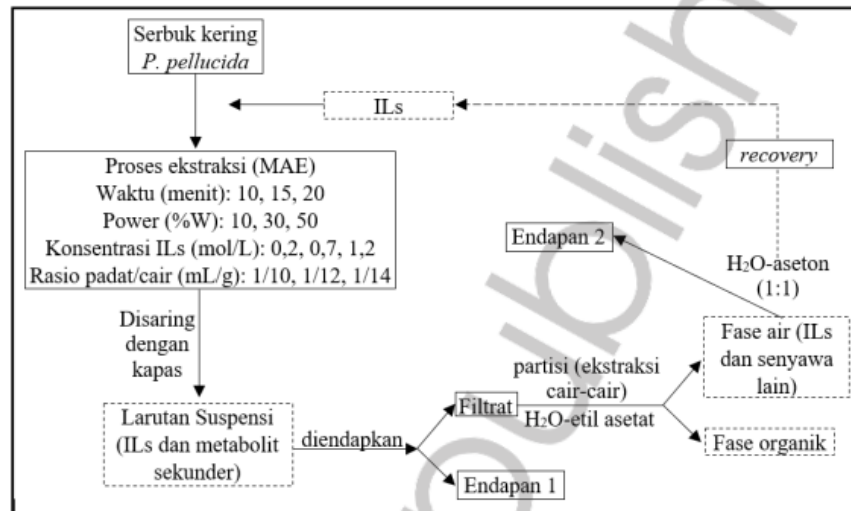 Serbuk kering
P. pellucida
ILs
recovery
Proses ekstraksi (MAE)
Waktu (menit): 10, 15, 20
Power (%W): 10, 30, 50
Konsentrasi ILs (mol/L): 0,2, 0,7, 1,2
Rasio padat/cair (mL/g): 1/10, 1/12, 1/14
Endapan 2
H₂O-aseton
(1:1)
Disaring
dengan
kapas
Fase air (ILs
dan senyawa
lain)
partisi (ekstraksi
cair-cair)
H₂O-etil asetat
Filtrat
Larutan Suspensi
(ILs dan metabolit
sekunder)
diendapkan
Fase organik
Endapan 1
publish